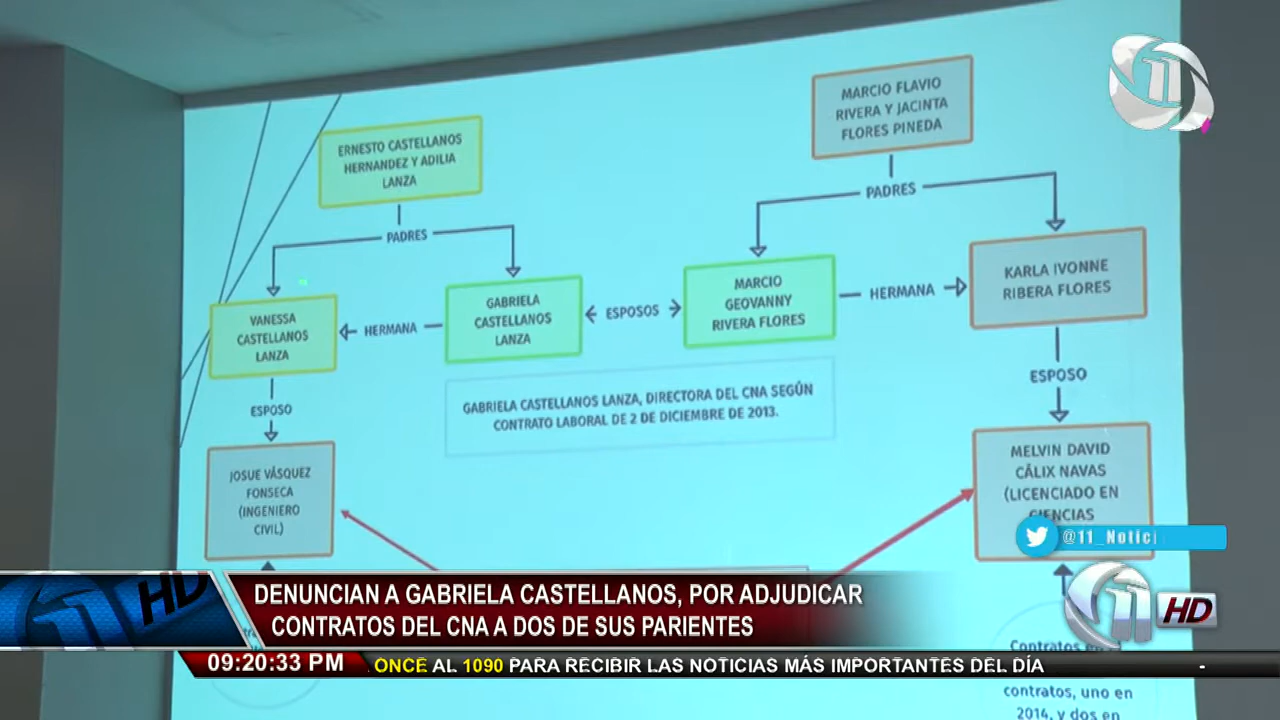 MARCIO FLAVIO
RIVERA Y JACINTA
FLORES PINEDA
ERNESTO CASTELLANOS
HERNANDEZ Y ADILIA
LANZA
PADRES
PADRES
VANESSA
CASTELLANOS
LANZA
HERMANA
GABRIELA
CASTELLANOS
LANZA
ESPOSOS
MARCIO
GEOVANNY
RIVERA FLORES
HERMANA
KARLA IVONNE
RIBERA FLORES
GABRIELA CASTELLANOS LANZA, DIRECTORA DEL CNA SEGÚN
CONTRATO LABORAL DE 2 DE DICIEMBRE DE 2013.
ESPOSO
ESPOSO
JOSUE VÁSQUEZ
FONSECA
(INGENIERO
CIVIL)
MELVIN DAVID
CÁLIX NAVAS
(LICENCIADO EN
CIENCIAS
@11_Notici
11 HD
DENUNCIAN A GABRIELA CASTELLANOS, POR ADJUDICAR
CONTRATOS DEL CNA A DOS DE SUS PARIENTES
11 HD
Contratos
contratos, uno en
2014, y dos en
09:20:33 PM
ONCE AL 1090 PARA RECIBIR LAS NOTICIAS MÁS IMPORTANTES DEL DÍA -